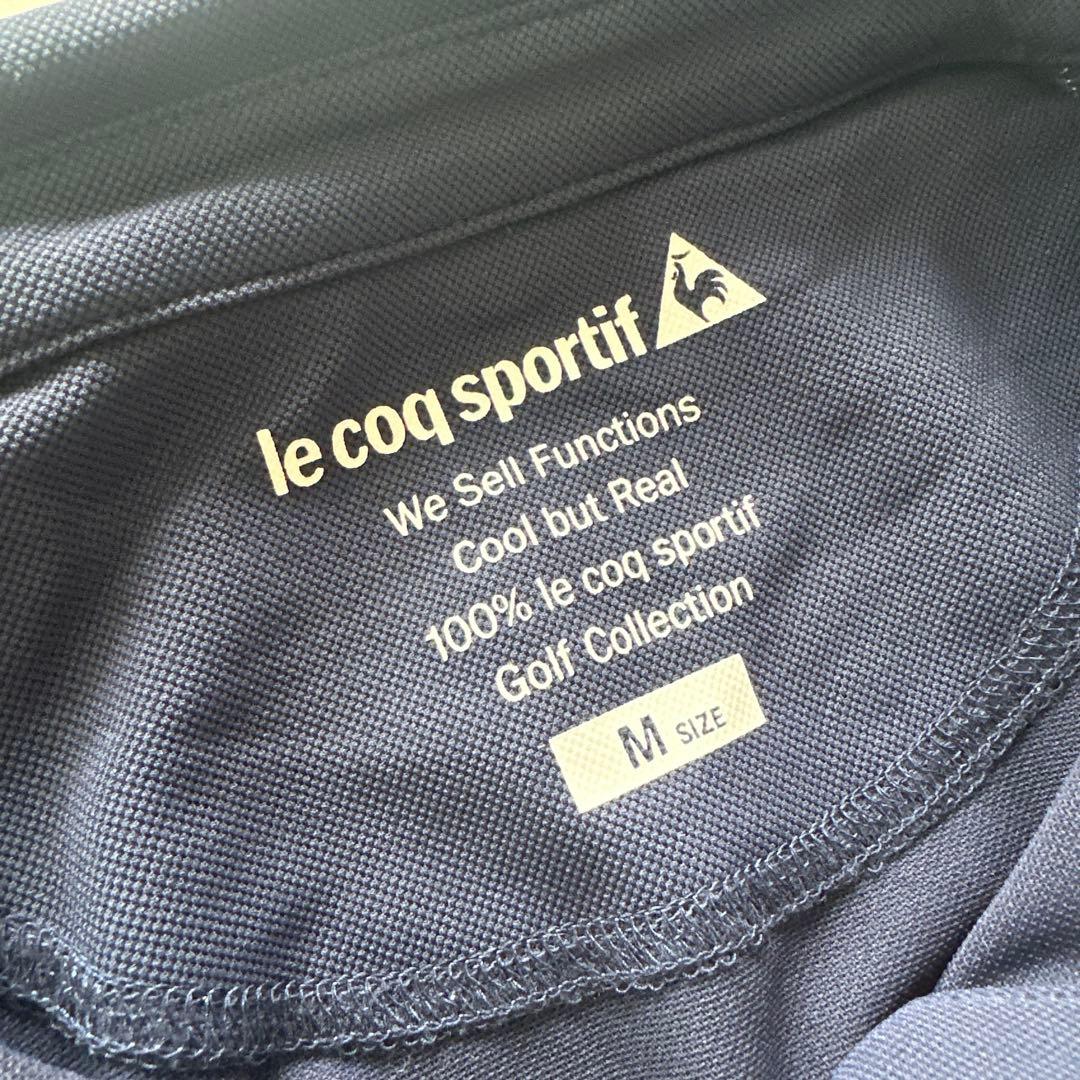 le coq sportif
We Sell Functions
Cool but Real
100% le coq sportif
Golf Collection
M SIZE